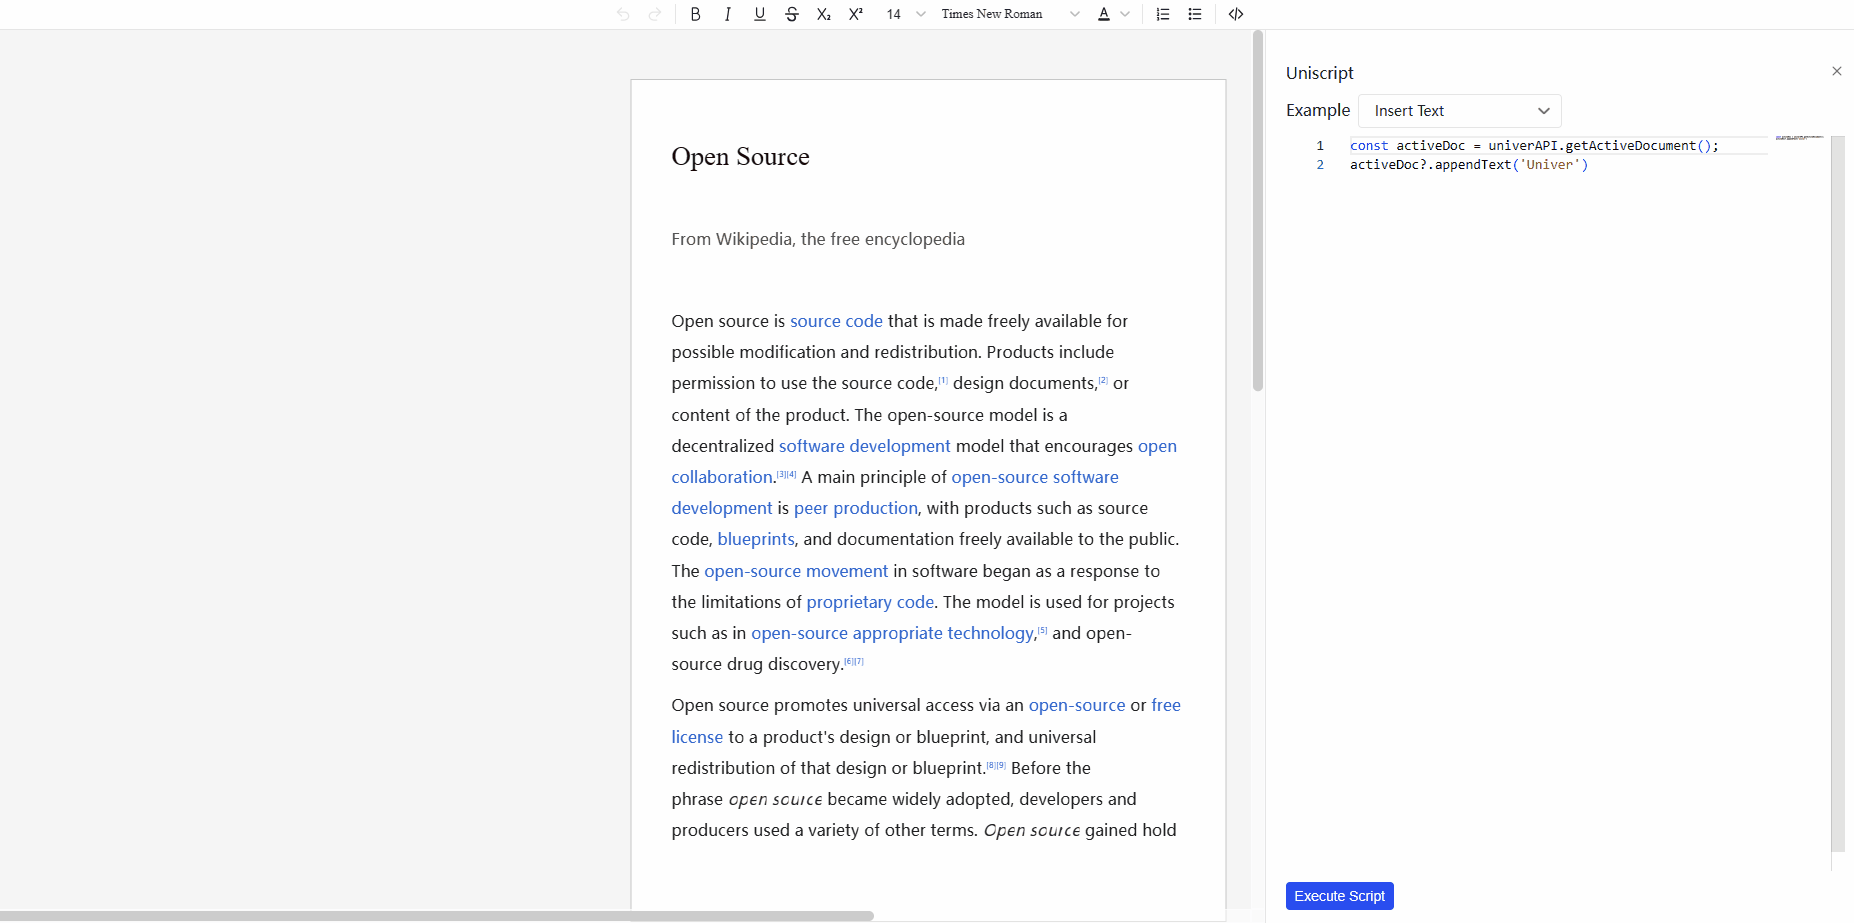 B I U S X₂ X² 14 Times New Roman A </>
Open Source
From Wikipedia, the free encyclopedia
Open source is source code that is made freely available for
possible modification and redistribution. Products include
permission to use the source code,[1] design documents,[2] or
content of the product. The open-source model is a
decentralized software development model that encourages open
collaboration.[3][4] A main principle of open-source software
development is peer production, with products such as source
code, blueprints, and documentation freely available to the public.
The open-source movement in software began as a response to
the limitations of proprietary code. The model is used for projects
such as in open-source appropriate technology,[5] and open-
source drug discovery.[6][7]
Open source promotes universal access via an open-source or free
license to a product's design or blueprint, and universal
redistribution of that design or blueprint.[8][9] Before the
phrase open source became widely adopted, developers and
producers used a variety of other terms. Open source gained hold
Uniscript
Example Insert Text
1 const activeDoc = univerAPI.getActiveDocument();
2 activeDoc?.appendText('Univer')
Execute Script